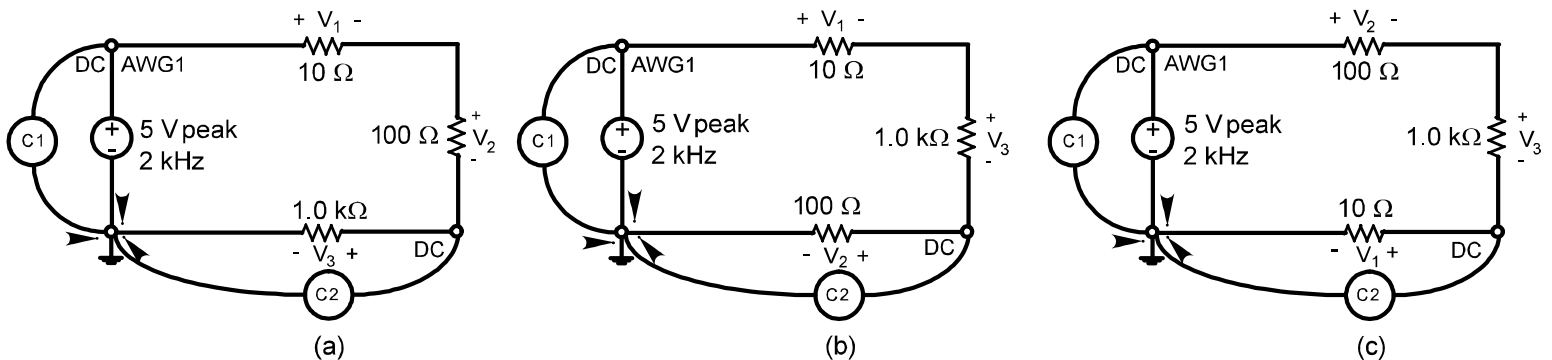 + V1 -
10 Ω
DC
AWG1
C1
+
-
5 V peak
2 kHz
100 Ω
+
V2
-
1.0 kΩ
- V3 +
DC
C2
(a)
+ V1 -
10 Ω
DC
AWG1
C1
+
-
5 V peak
2 kHz
1.0 kΩ
+
V3
-
100 Ω
- V2 +
DC
C2
(b)
+ V2 -
100 Ω
DC
AWG1
C1
+
-
5 V peak
2 kHz
1.0 kΩ
+
V3
-
10 Ω
- V1 +
DC
C2
(c)